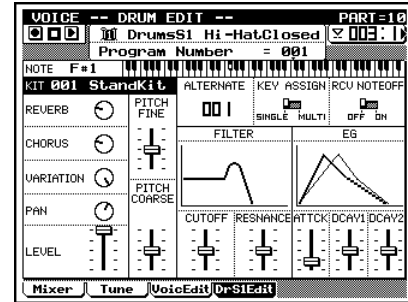 VOICE -- DRUM EDIT -- PART=10
DrumsS1 Hi-HatClosed 003:1
Program Number = 001
NOTE F#1
KIT 001 StandKit ALTERNATE KEY ASSIGN RCV NOTEOFF
REVERB PITCH FINE 001 SINGLE MULTI OFF ON
CHORUS FILTER EG
VARIATION PITCH COARSE
PAN CUTOFF RESNANCE ATTCK DCAY1 DCAY2
LEVEL
Mixer Tune VoicEdit DrS1Edit